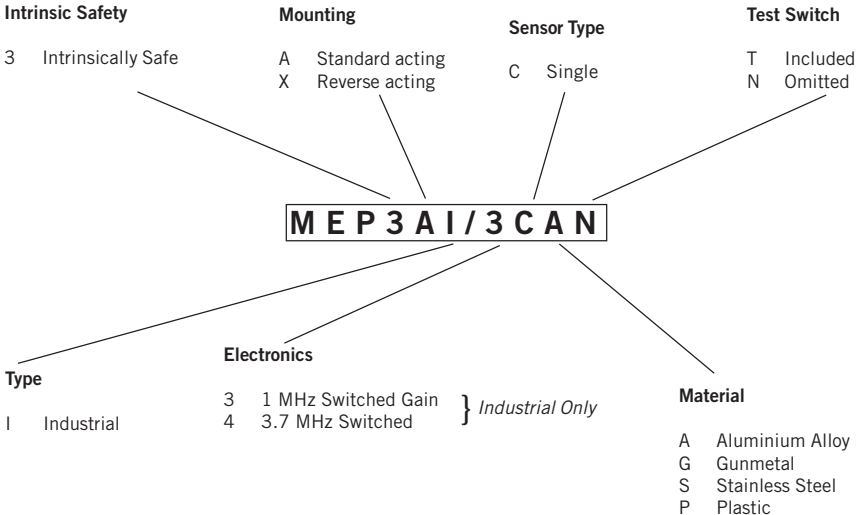 Intrinsic Safety
3 Intrinsically Safe
Mounting
A Standard acting
X Reverse acting
Sensor Type
C Single
Test Switch
T Included
N Omitted
MEP3AI/3CAN
Type
I Industrial
Electronics
3 1 MHz Switched Gain
4 3.7 MHz Switched
} Industrial Only
Material
A Aluminium Alloy
G Gunmetal
S Stainless Steel
P Plastic